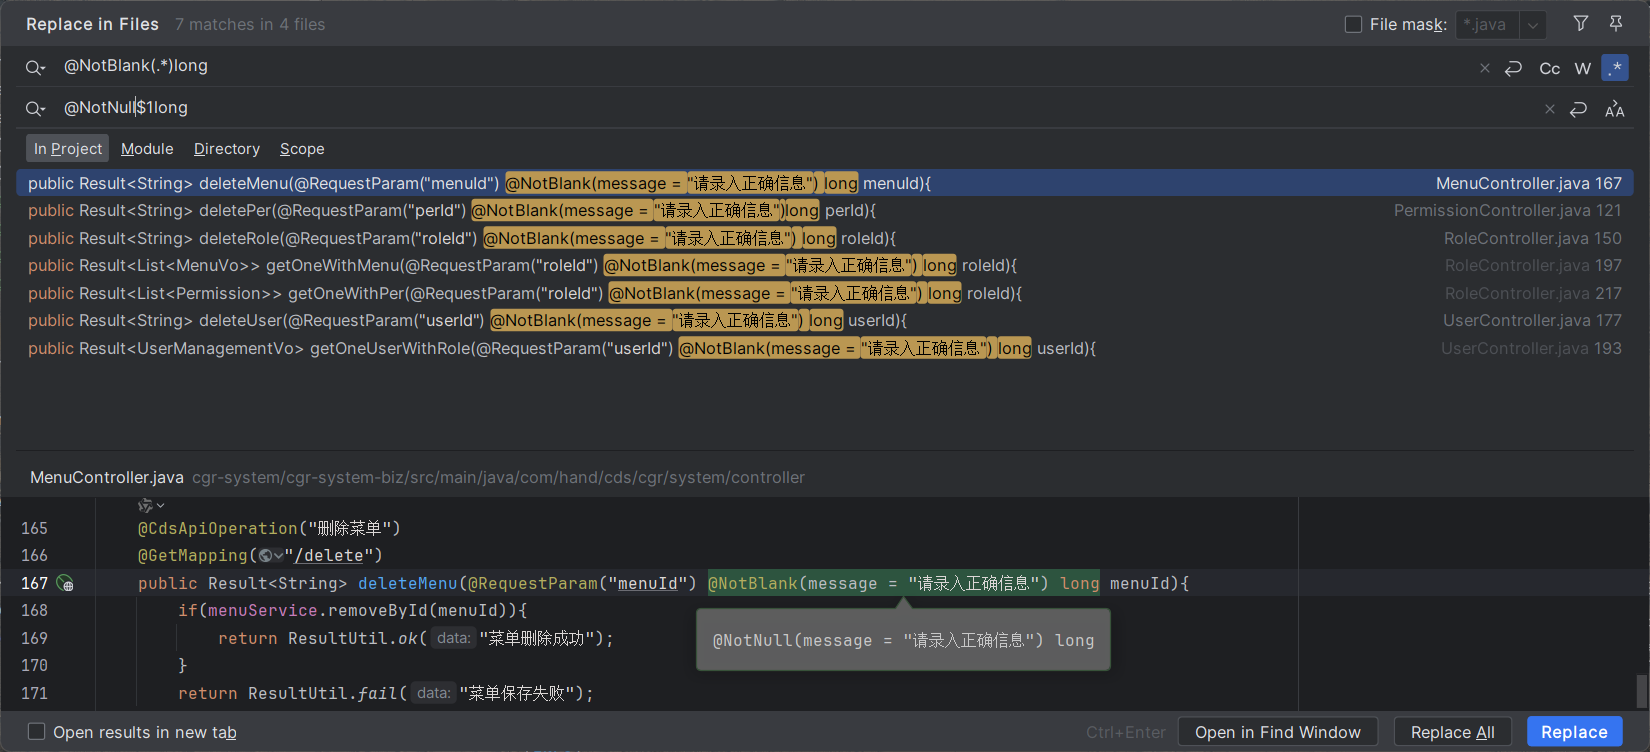 Replace in Files 7 matches in 4 files File mask: *.java
@NotBlank(.*)long Cc W .*
@NotNull$1long
In Project Module Directory Scope
public Result<String> deleteMenu(@RequestParam("menuId") @NotBlank(message = "请录入正确信息") long menuId){ MenuController.java 167
public Result<String> deletePer(@RequestParam("perId") @NotBlank(message = "请录入正确信息")long perId){ PermissionController.java 121
public Result<String> deleteRole(@RequestParam("roleId") @NotBlank(message = "请录入正确信息") long roleId){ RoleController.java 150
public Result<List<MenuVo>> getOneWithMenu(@RequestParam("roleId") @NotBlank(message = "请录入正确信息") long roleId){ RoleController.java 197
public Result<List<Permission>> getOneWithPer(@RequestParam("roleId") @NotBlank(message = "请录入正确信息") long roleId){ RoleController.java 217
public Result<String> deleteUser(@RequestParam("userId") @NotBlank(message = "请录入正确信息") long userId){ UserController.java 177
public Result<UserManagementVo> getOneUserWithRole(@RequestParam("userId") @NotBlank(message = "请录入正确信息") long userId){ UserController.java 193
MenuController.java cgr-system/cgr-system-biz/src/main/java/com/hand/cds/cgr/system/controller
165 @CdsApiOperation("删除菜单")
166 @GetMapping("/delete")
167 public Result<String> deleteMenu(@RequestParam("menuId") @NotBlank(message = "请录入正确信息") long menuId){
168 if(menuService.removeById(menuId)){
169 return ResultUtil.ok( data: "菜单删除成功");
@NotNull(message = "请录入正确信息") long
170 }
171 return ResultUtil.fail( data: "菜单保存失败");
Open results in new tab Ctrl+Enter Open in Find Window Replace All Replace